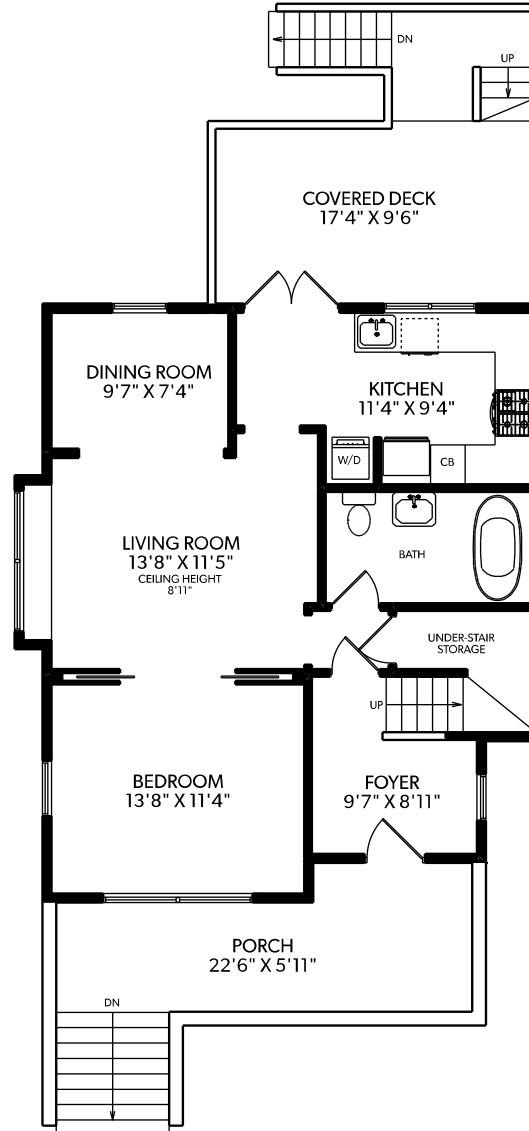 DN
UP
COVERED DECK
17'4" X 9'6"
DINING ROOM
9'7" X 7'4"
KITCHEN
11'4" X 9'4"
W/D
CB
LIVING ROOM
13'8" X 11'5"
CEILING HEIGHT
8'11"
BATH
UNDER-STAIR
STORAGE
UP
BEDROOM
13'8" X 11'4"
FOYER
9'7" X 8'11"
PORCH
22'6" X 5'11"
DN